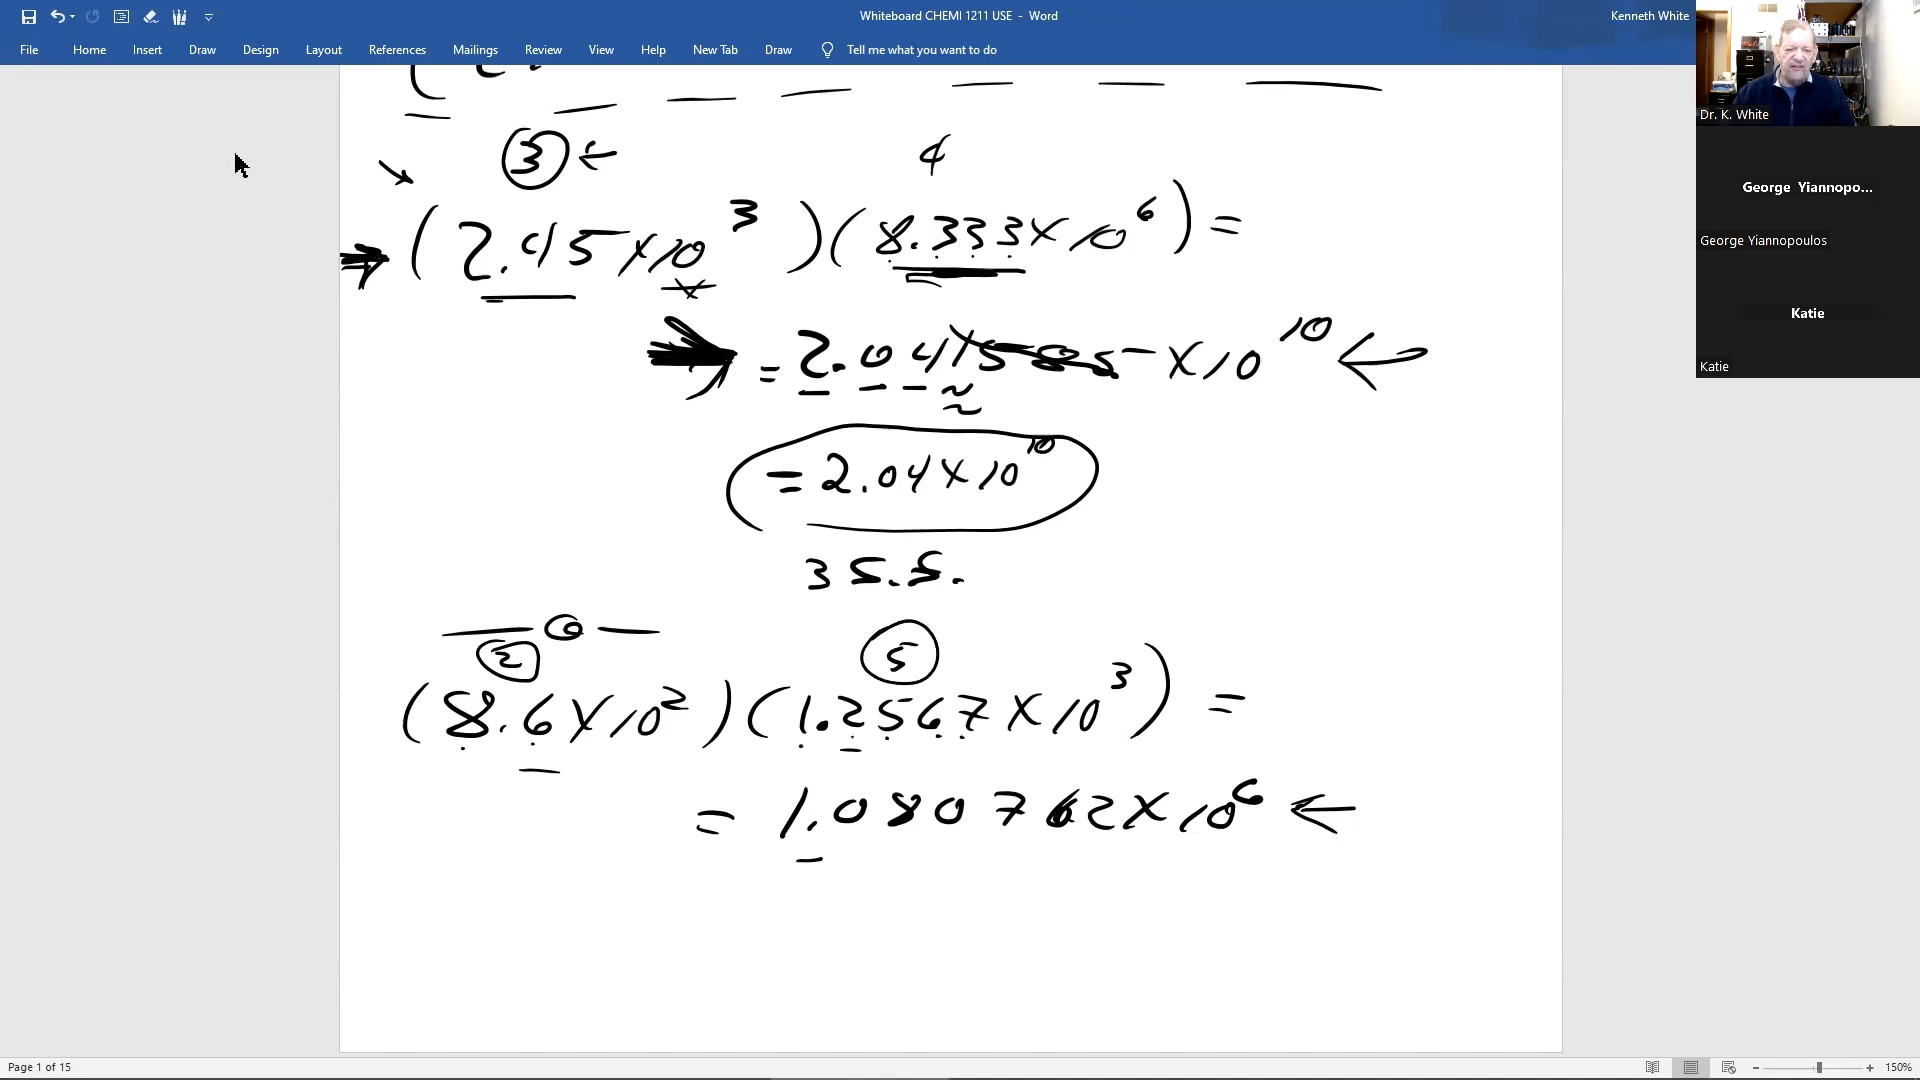 Whiteboard CHEMI 1211 USE - Word
Kenneth White
File Home Insert Draw Design Layout References Mailings Review View Help New Tab Draw Tell me what you want to do
Dr. K. White
George Yiannopo...
George Yiannopoulos
Katie
Katie
3 ← 4
(2.45 x 10^3)(8.333 x 10^6) =
= 2.0415085 x 10^10 ←
= 2.04 x 10^10
3 S.S.
2 5
(8.6 x 10^2)(1.2567 x 10^3) =
= 1.080762 x 10^6 ←
Page 1 of 15
150%